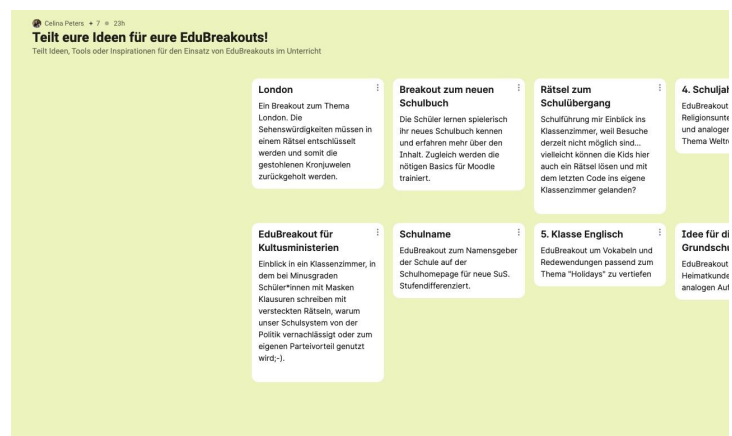 Celina Peters + 7 23h
Teilt eure Ideen für eure EduBreakouts!
Teilt Ideen, Tools oder Inspirationen für den Einsatz von EduBreakouts im Unterricht
London
Ein Breakout zum Thema
London. Die
Sehenswürdigkeiten müssen in
einem Rätsel entschlüsselt
werden und somit die
gestohlenen Kronjuwelen
zurückgeholt werden.
Breakout zum neuen
Schulbuch
Die Schüler lernen spielerisch
ihr neues Schulbuch kennen
und erfahren mehr über den
Inhalt. Zugleich werden die
nötigen Basics für Moodle
trainiert.
Rätsel zum
Schulübergang
Schulführung mir Einblick ins
Klassenzimmer, weil Besuche
derzeit nicht möglich sind...
vielleicht können die Kids hier
auch ein Rätsel lösen und mit
dem letzten Code ins eigene
Klassenzimmer gelanden?
4. Schuljah
EduBreakout
Religionsunte
und analoger
Thema Weltre
EduBreakout für
Kultusministerien
Einblick in ein Klassenzimmer, in
dem bei Minusgraden
Schüler*innen mit Masken
Klausuren schreiben mit
versteckten Rätseln, warum
unser Schulsystem von der
Politik vernachlässigt oder zum
eigenen Parteivorteil genutzt
wird;-).
Schulname
EduBreakout zum Namensgeber
der Schule auf der
Schulhomepage für neue SuS.
Stufendifferenziert.
5. Klasse Englisch
EduBreakout um Vokabeln und
Redewendungen passend zum
Thema "Holidays" zu vertiefen
Idee für di
Grundschu
EduBreakout
Heimatkunde
analogen Auf